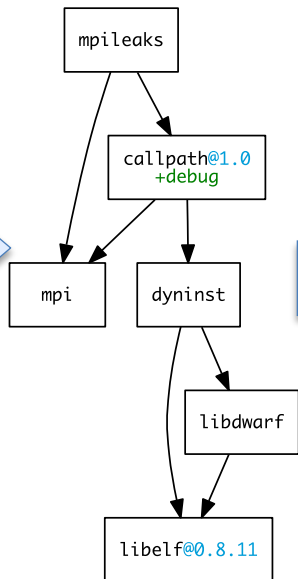 mpileaks
callpath@1.0
+debug
mpi
dyninst
libdwarf
libelf@0.8.11